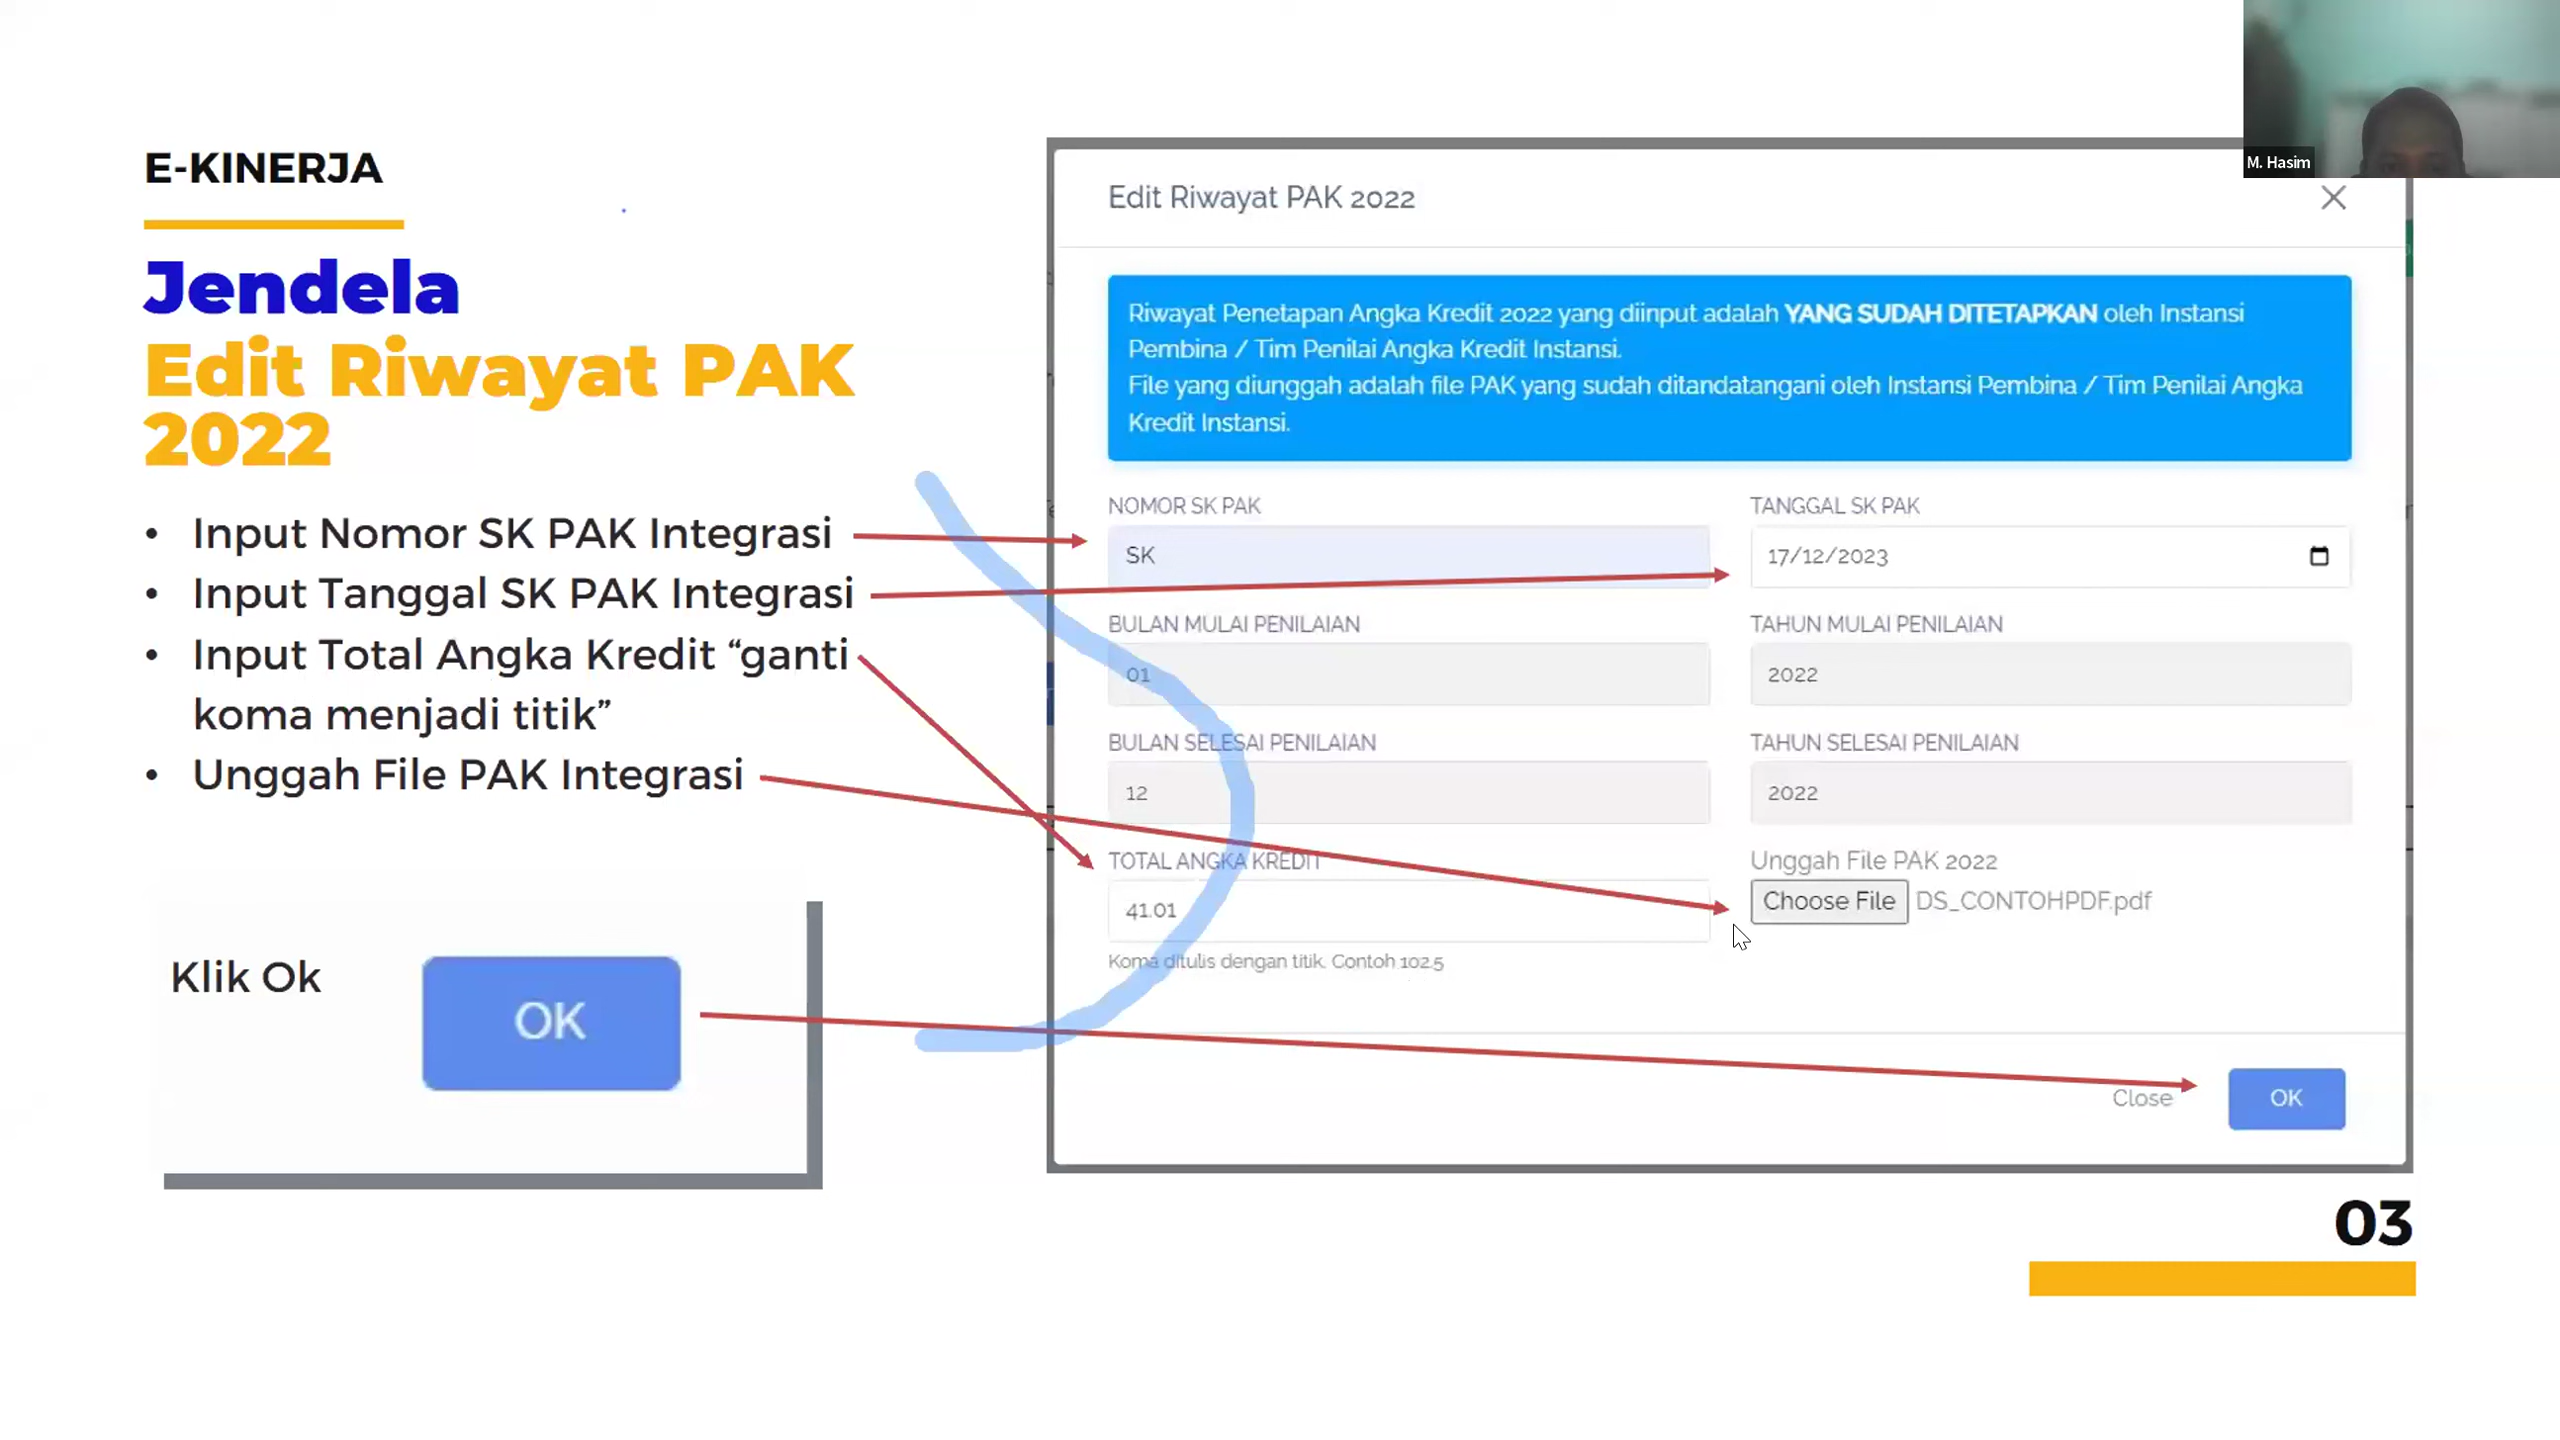 M. Hasim
E-KINERJA
Jendela
Edit Riwayat PAK
2022
• Input Nomor SK PAK Integrasi
• Input Tanggal SK PAK Integrasi
• Input Total Angka Kredit “ganti
koma menjadi titik”
• Unggah File PAK Integrasi
Klik Ok
OK
Edit Riwayat PAK 2022
Riwayat Penetapan Angka Kredit 2022 yang diinput adalah YANG SUDAH DITETAPKAN oleh Instansi
Pembina / Tim Penilai Angka Kredit Instansi.
File yang diunggah adalah file PAK yang sudah ditandatangani oleh Instansi Pembina / Tim Penilai Angka
Kredit Instansi.
NOMOR SK PAK
SK
TANGGAL SK PAK
17/12/2023
BULAN MULAI PENILAIAN
01
TAHUN MULAI PENILAIAN
2022
BULAN SELESAI PENILAIAN
12
TAHUN SELESAI PENILAIAN
2022
TOTAL ANGKA KREDIT
41.01
Koma ditulis dengan titik. Contoh 102.5
Unggah File PAK 2022
Choose File DS_CONTOHPDF.pdf
Close
OK
03